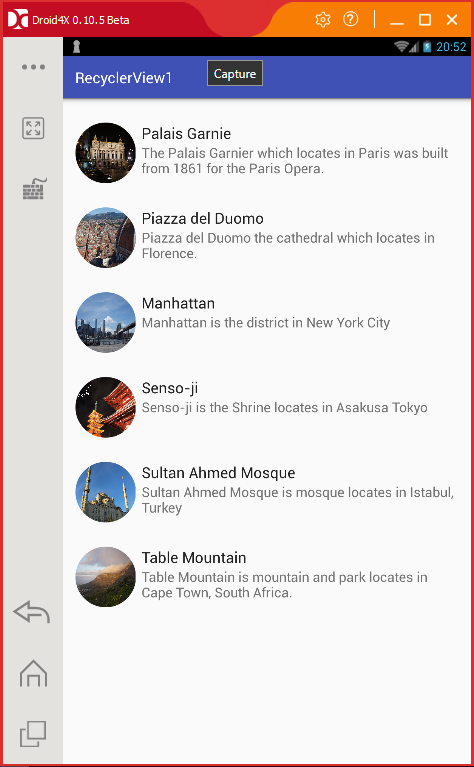 Droid4X 0.10.5 Beta
20:52
RecyclerView1
Capture
Palais Garnie
The Palais Garnier which locates in Paris was built
from 1861 for the Paris Opera.
Piazza del Duomo
Piazza del Duomo the cathedral which locates in
Florence.
Manhattan
Manhattan is the district in New York City
Senso-ji
Senso-ji is the Shrine locates in Asakusa Tokyo
Sultan Ahmed Mosque
Sultan Ahmed Mosque is mosque locates in Istabul,
Turkey
Table Mountain
Table Mountain is mountain and park locates in
Cape Town, South Africa.